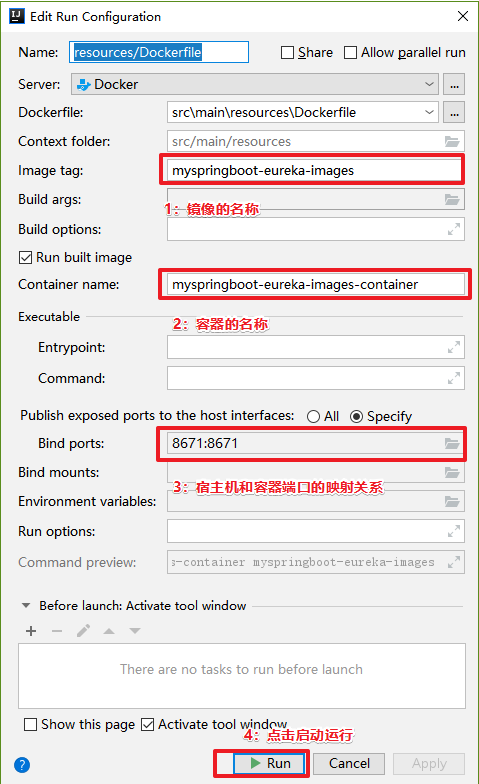 Edit Run Configuration
Name: resources/Dockerfile Share Allow parallel run
Server: Docker ...
Dockerfile: src\main\resources\Dockerfile ...
Context folder: src/main/resources
Image tag: myspringboot-eureka-images
Build args:
1：镜像的名称
Build options:
Run built image
Container name: myspringboot-eureka-images-container
Executable
2：容器的名称
Entrypoint:
Command:
Publish exposed ports to the host interfaces: All Specify
Bind ports: 8671:8671
Bind mounts:
3：宿主机和容器端口的映射关系
Environment variables:
Run options:
Command preview: s-container myspringboot-eureka-images
Before launch: Activate tool window
There are no tasks to run before launch
Show this page Activate tool window
4：点击启动运行
? Run Cancel Apply